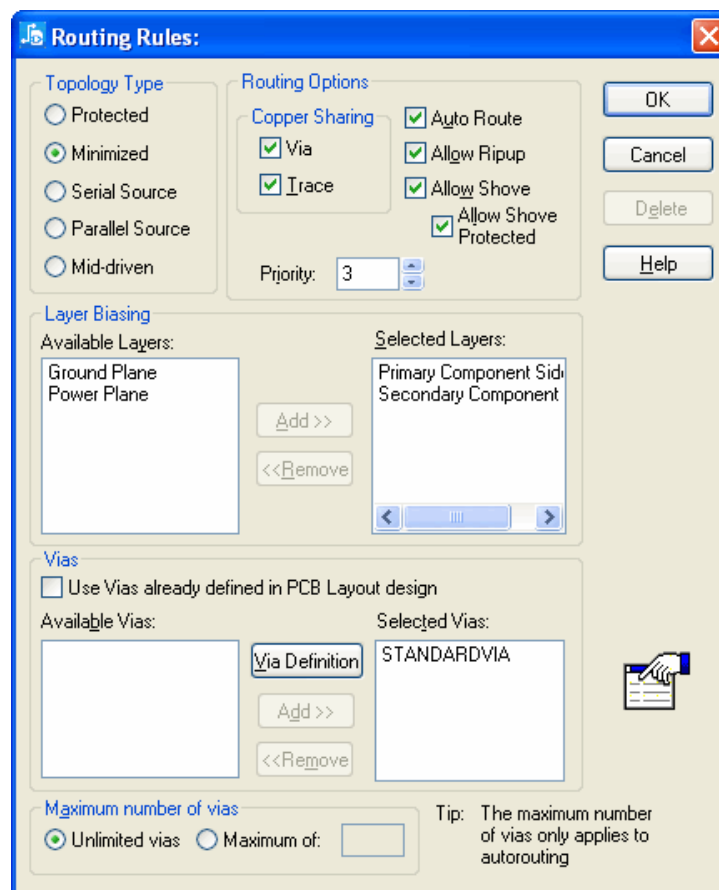 Routing Rules:
Topology Type
Protected
Minimized
Serial Source
Parallel Source
Mid-driven
Routing Options
Copper Sharing
Via
Trace
Auto Route
Allow Ripup
Allow Shove
Allow Shove
Protected
Priority: 3
OK
Cancel
Delete
Help
Layer Biasing
Available Layers:
Ground Plane
Power Plane
Add >>
<<Remove
Selected Layers:
Primary Component Sid
Secondary Component
Vias
Use Vias already defined in PCB Layout design
Available Vias:
Via Definition
Add >>
<<Remove
Selected Vias:
STANDARDVIA
Maximum number of vias
Unlimited vias
Maximum of:
Tip: The maximum number
of vias only applies to
autorouting